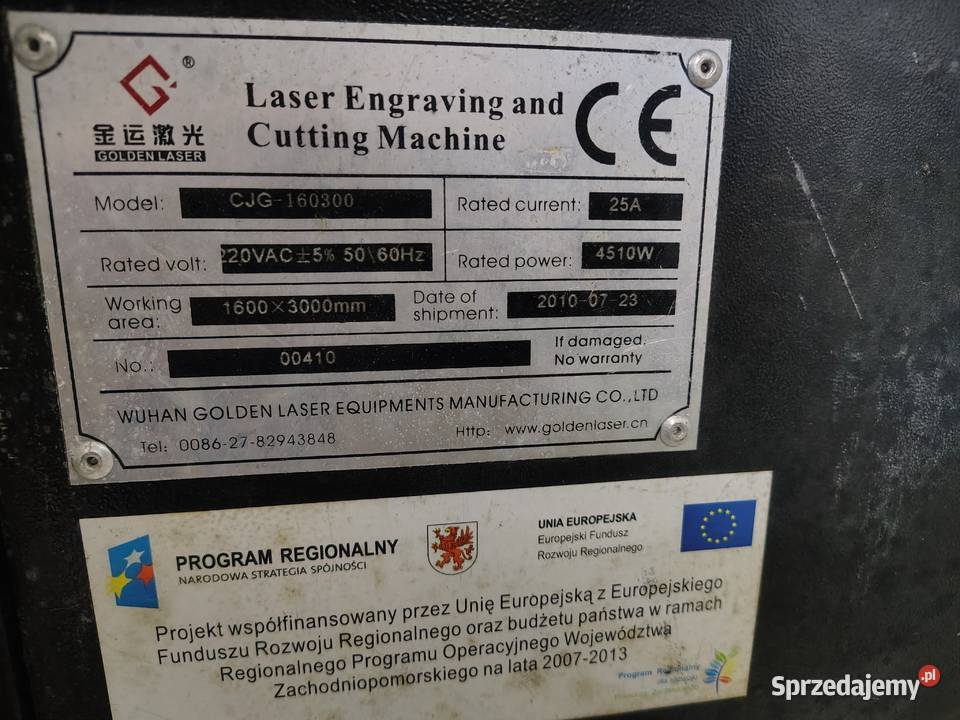 ®
金运激光
GOLDEN LASER
Laser Engraving and
Cutting Machine
CE
Model: CJG-160300
Rated current: 25A
Rated volt: 220VAC±5% 50\60Hz
Rated power: 4510W
Working
area: 1600×3000mm
Date of
shipment: 2010-07-23
No.: 00410
If damaged.
No warranty
WUHAN GOLDEN LASER EQUIPMENTS MANUFACTURING CO.,LTD
Tel: 0086-27-82943848
Http: www.goldenlaser.cn
PROGRAM REGIONALNY
NARODOWA STRATEGIA SPÓJNOŚCI
UNIA EUROPEJSKA
Europejski Fundusz
Rozwoju Regionalnego
Projekt współfinansowany przez Unię Europejską z Europejskiego
Funduszu Rozwoju Regionalnego oraz budżetu państwa w ramach
Regionalnego Programu Operacyjnego Województwa
Zachodniopomorskiego na lata 2007-2013
Program Regionalny
dla rozwoju
Sprzedajemy.pl